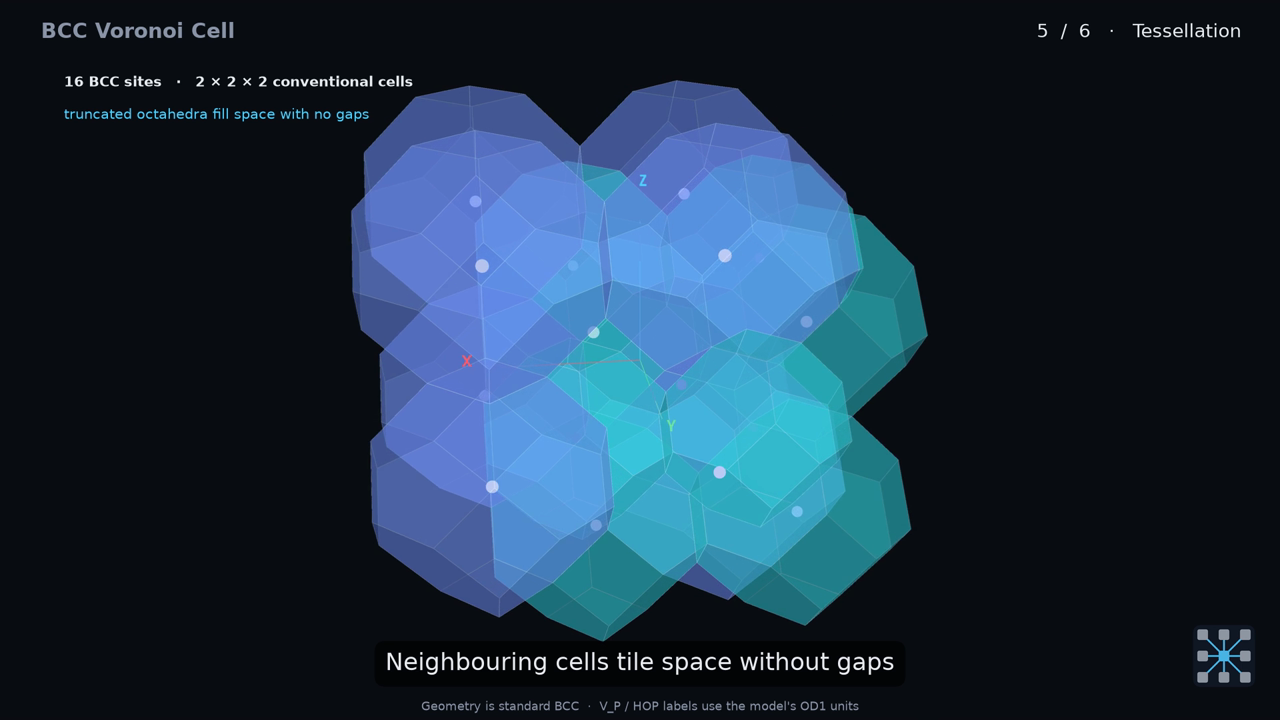 BCC Voronoi Cell
5 / 6 · Tessellation
16 BCC sites · 2 × 2 × 2 conventional cells
truncated octahedra fill space with no gaps
Z
X
Y
Neighbouring cells tile space without gaps
Geometry is standard BCC · V_P / HOP labels use the model's OD1 units